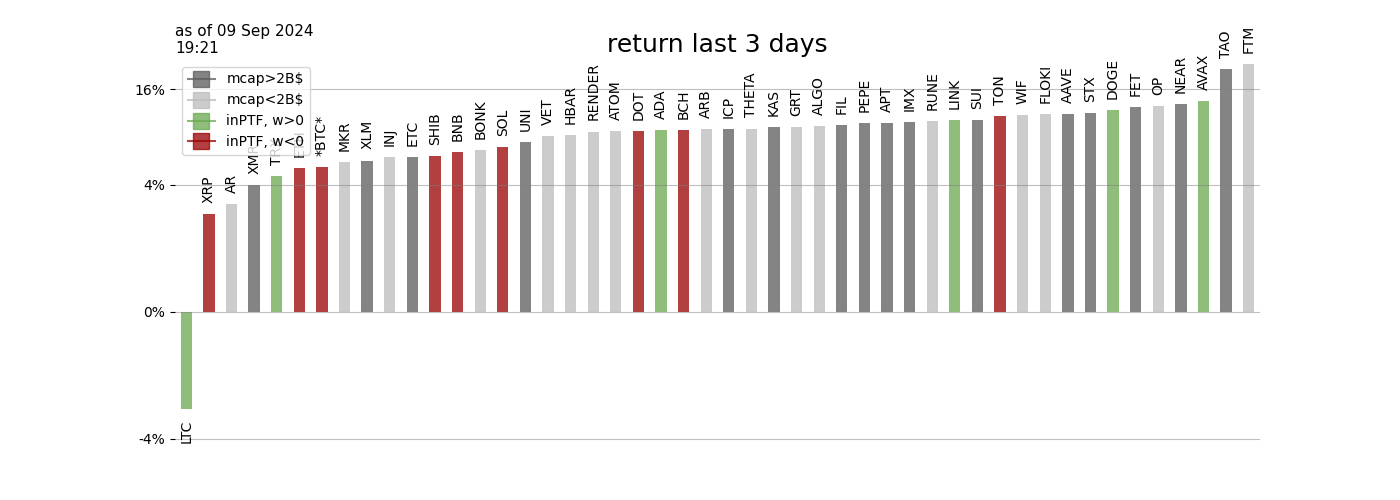 as of 09 Sep 2024
19:21
return last 3 days
mcap>2B$
mcap<2B$
inPTF, w>0
inPTF, w<0
16%
4%
0%
-4%
LTC
XRP
AR
XMR
ETH
*BTC*
MKR
XLM
INJ
ETC
SHIB
BNB
BONK
SOL
UNI
VET
HBAR
RENDER
ATOM
DOT
ADA
BCH
ARB
ICP
THETA
KAS
GRT
ALGO
FIL
PEPE
APT
IMX
RUNE
LINK
SUI
TON
WIF
FLOKI
AAVE
STX
DOGE
FET
OP
NEAR
AVAX
TAO
FTM